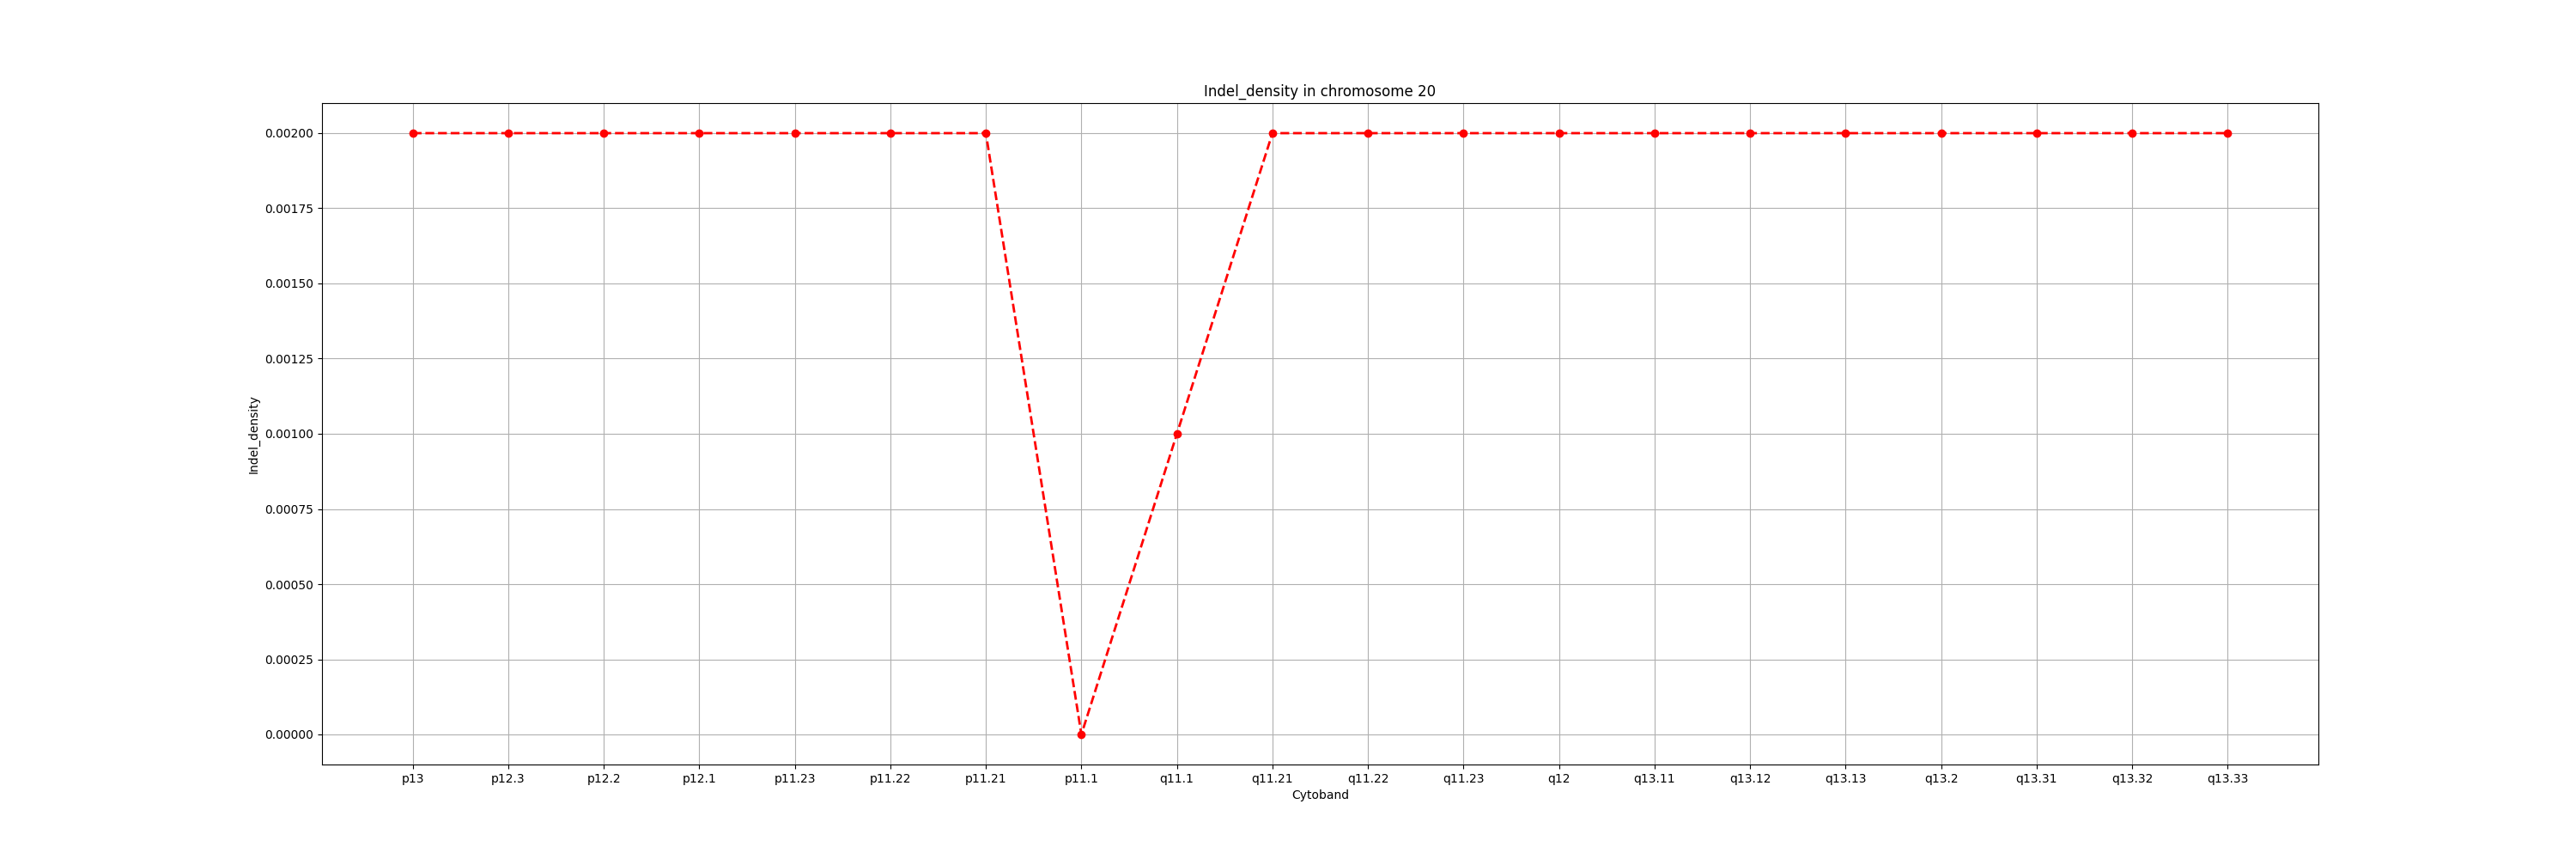 Indel_density in chromosome 20
0.00200
0.00175
0.00150
0.00125
0.00100
0.00075
0.00050
0.00025
0.00000
Indel_density
p13 p12.3 p12.2 p12.1 p11.23 p11.22 p11.21 p11.1 q11.1 q11.21 q11.22 q11.23 q12 q13.11 q13.12 q13.13 q13.2 q13.31 q13.32 q13.33
Cytoband